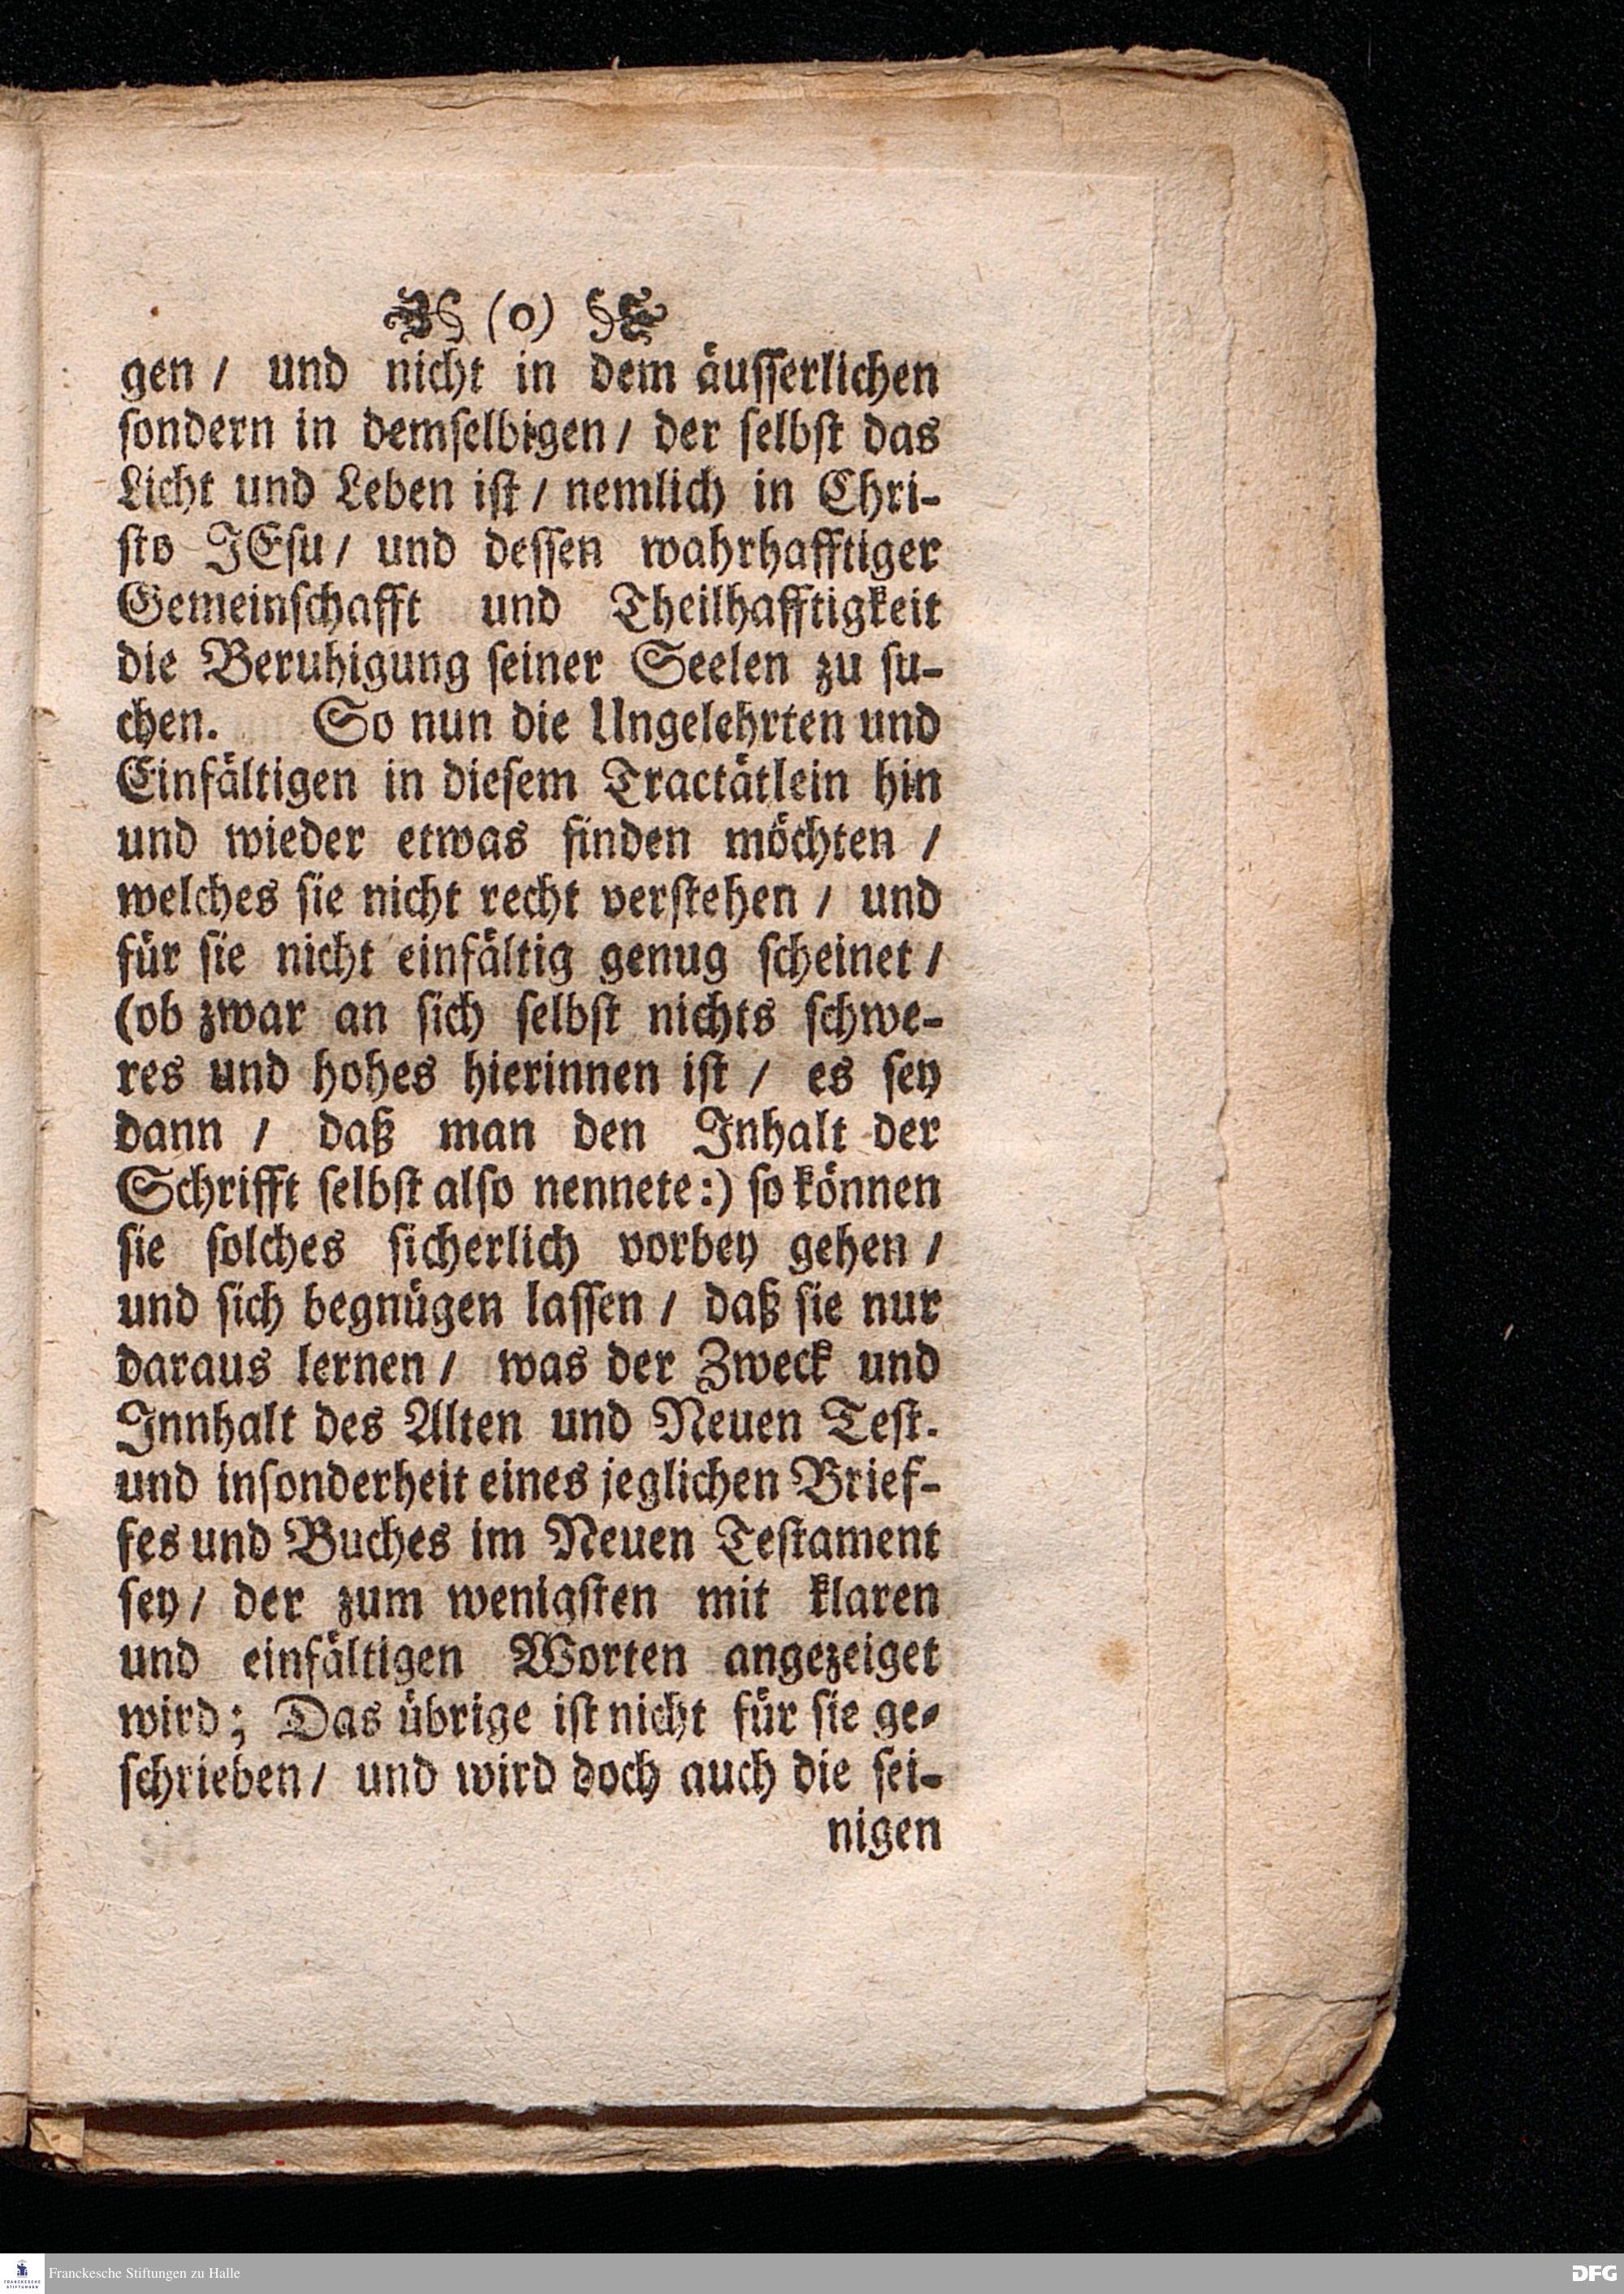 (o)
gen / und nicht in dem äusserlichen
sondern in demselbigen / der selbst das
Licht und Leben ist / nemlich in Chri-
sto JEsu / und dessen wahrhafftiger
Gemeinschafft und Theilhafftigkeit
die Beruhigung seiner Seelen zu su-
chen. So nun die Ungelehrten und
Einfältigen in diesem Tractätlein hin
und wieder etwas finden möchten /
welches sie nicht recht verstehen / und
für sie nicht einfältig genug scheinet /
(ob zwar an sich selbst nichts schwe-
res und hohes hierinnen ist / es sey
dann / daß man den Inhalt der
Schrifft selbst also nennete:) so können
sie solches sicherlich vorbey gehen /
und sich begnügen lassen / daß sie nur
daraus lernen / was der Zweck und
Innhalt des Alten und Neuen Test.
und insonderheit eines jeglichen Brief-
fes und Buches im Neuen Testament
sey / der zum wenigsten mit klaren
und einfältigen Worten angezeiget
wird; Das übrige ist nicht für sie ge-
schrieben / und wird doch auch die sei-
nigen
FRANCKESCHE
STIFTUNGEN
Franckesche Stiftungen zu Halle
DFG